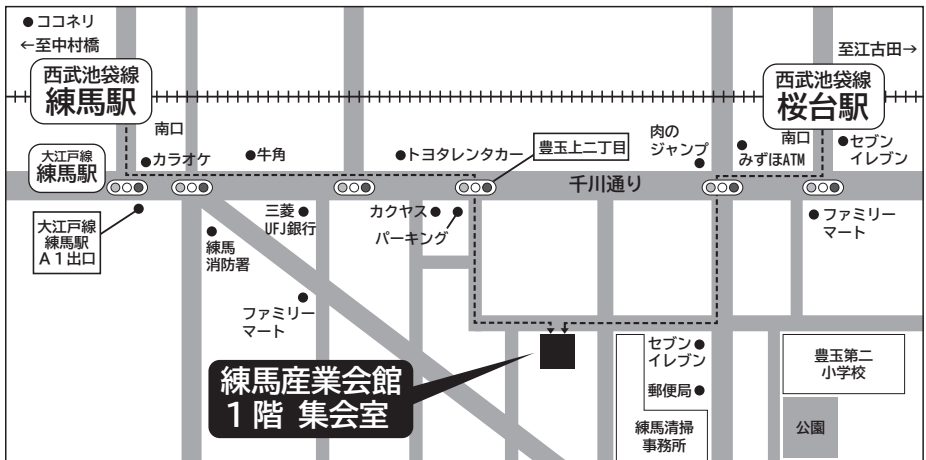 ココネリ
←至中村橋
至江古田→
西武池袋線
練馬駅
西武池袋線
桜台駅
南口
大江戸線
練馬駅
カラオケ
牛角
トヨタレンタカー
豊玉上二丁目
肉の
ジャンプ
みずほATM
南口
セブン
イレブン
千川通り
大江戸線
練馬駅
A1出口
練馬
消防署
三菱
UFJ銀行
カクヤス
パーキング
ファミリー
マート
ファミリー
マート
練馬産業会館
1階 集会室
セブン
イレブン
郵便局
練馬清掃
事務所
豊玉第二
小学校
公園